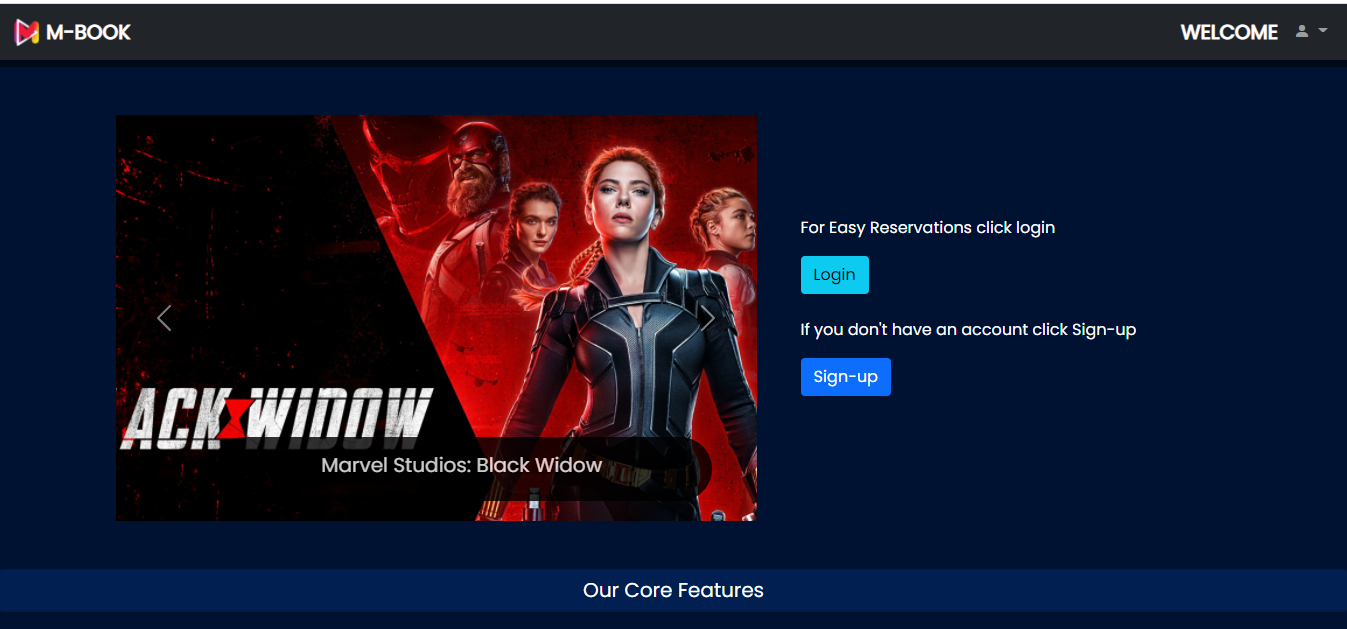 M-BOOK
WELCOME
For Easy Reservations click login
Login
If you don't have an account click Sign-up
Sign-up
ACK WIDOW
Marvel Studios: Black Widow
Our Core Features